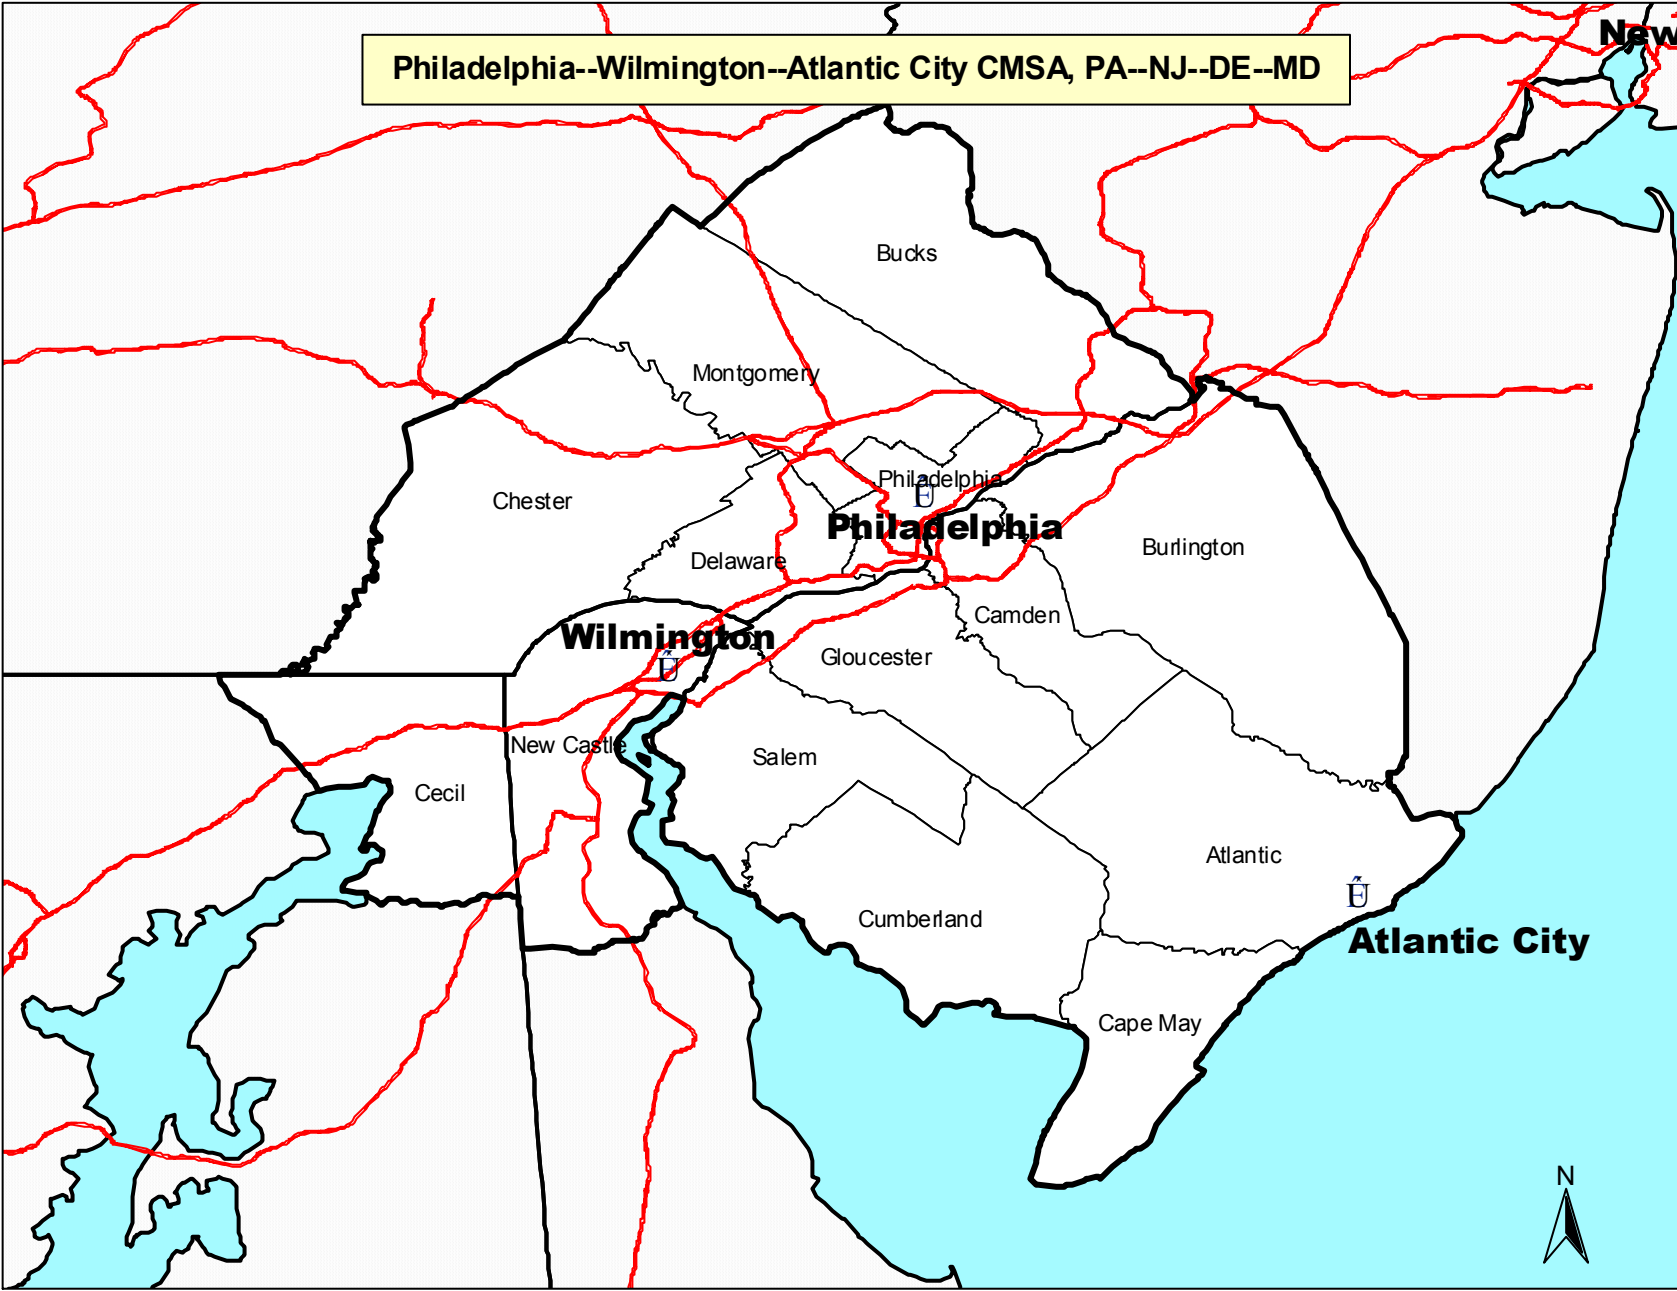 New
Philadelphia--Wilmington--Atlantic City CMSA, PA--NJ--DE--MD
Bucks
Montgomery
Philadelphia
Chester
Philadelphia
Burlington
Delaware
Camden
Wilmington
Gloucester
New Castle
Salem
Cecil
Atlantic
Cumberland
Atlantic City
Cape May
N